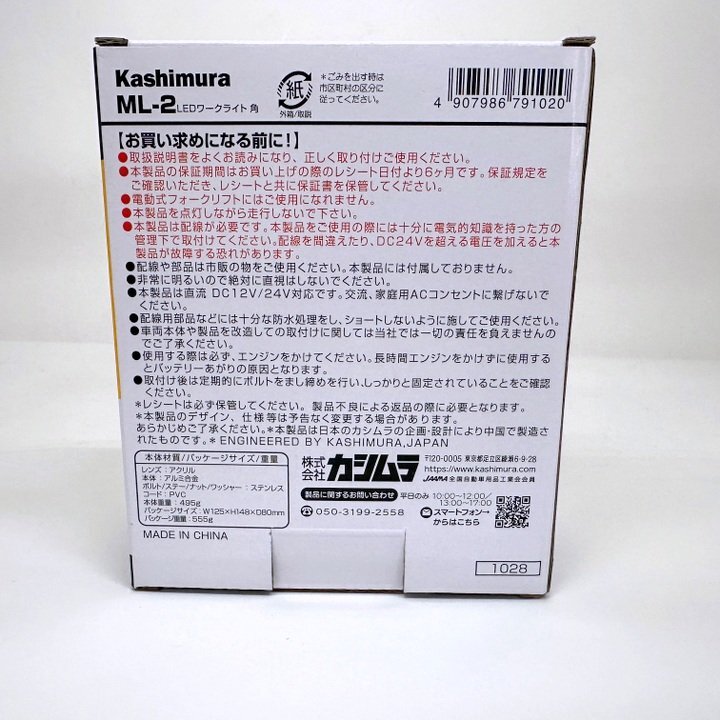 Kashimura
ML-2 LEDワークライト 角
紙
外箱/取説
*ごみを出す時は
市区町村の区分に
従ってください。
4 907986 791020
【お買い求めになる前に!】
●取扱説明書をよくお読みになり、正しく取り付けご使用ください。
●本製品の保証期間はお買い上げの際のレシート日付より6ヶ月です。保証規定を
ご確認いただき、レシートと共に保証書を保管してください。
●電動式フォークリフトにはご使用になれません。
●本製品を点灯しながら走行しないで下さい。
●本製品は配線が必要です。本製品をご使用の際には十分に電気的知識を持った方の
管理下で取付けてください。配線を間違えたり、DC24Vを超える電圧を加えると本
製品が故障する恐れがあります。
●配線や部品は市販の物をご使用ください。本製品には付属しておりません。
●非常に明るいので絶対に直視はしないでください。
●本製品は直流 DC12V/24V対応です。交流、家庭用ACコンセントに繋げないで
ください。
●配線用部品などには十分な防水処理をし、ショートしないように施してご使用ください。
●車両本体や製品を改造しての取付けに関しては当社では一切の責任を負えませんの
でご了承ください。
●使用する際は必ず、エンジンをかけてください。長時間エンジンをかけずに使用する
とバッテリーあがりの原因となります。
●取付け後は定期的にボルトをまし締めを行い、しっかりと固定されていることをご確認
ください。
*レシートは必ず保管してください。 製品不良による返品の際に必要となります。
*本製品のデザイン、仕様等は予告なく変更する場合があります。
あらかじめご了承ください。*本製品は日本のカシムラの企画・設計により中国で製造さ
れたものです。* ENGINEERED BY KASHIMURA,JAPAN
本体材質/パッケージサイズ/重量
レンズ:アクリル
本体:アルミ合金
ボルト/ステー/ナット/ワッシャー:ステンレス
コード:PVC
本体重量:495g
パッケージサイズ:W125×H148×D80mm
パッケージ重量:555g
MADE IN CHINA
株式会社 カシムラ
〒120-0005 東京都足立区綾瀬6-9-28
https://www.kashimura.com
JAAMA 全国自動車用品工業会会員
製品に関するお問い合わせ 平日のみ 10:00~12:00/
13:00~17:00
050-3199-2558
スマートフォン
からはこちら
1028